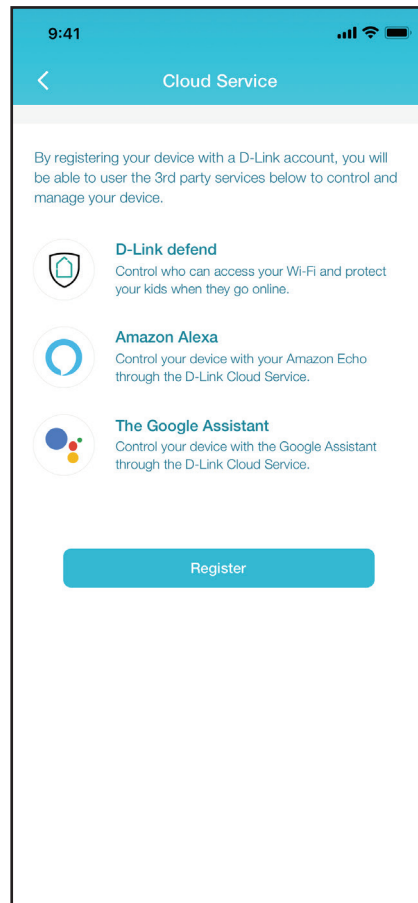 9:41
Cloud Service
By registering your device with a D-Link account, you will
be able to user the 3rd party services below to control and
manage your device.
D-Link defend
Control who can access your Wi-Fi and protect
your kids when they go online.
Amazon Alexa
Control your device with your Amazon Echo
through the D-Link Cloud Service.
The Google Assistant
Control your device with the Google Assistant
through the D-Link Cloud Service.
Register